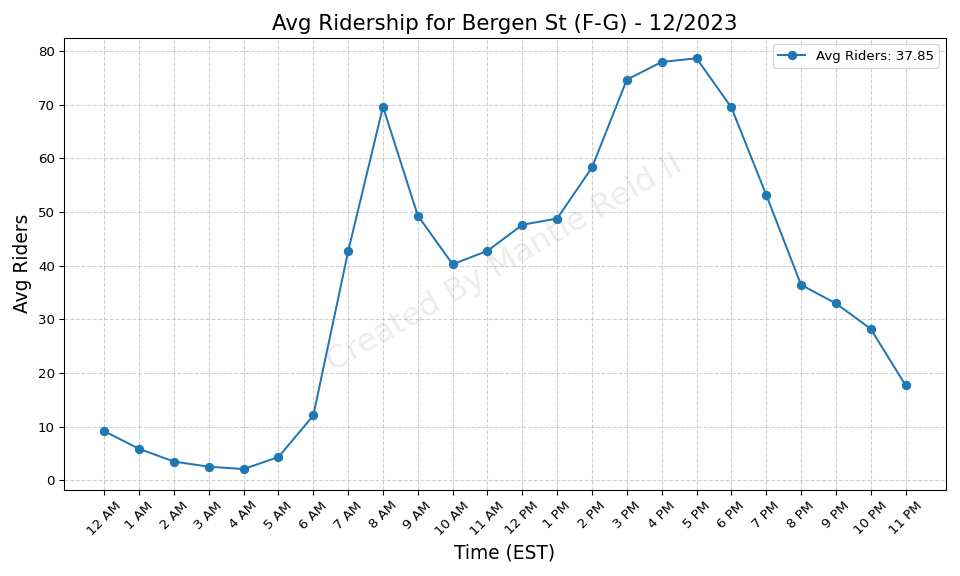 Avg Ridership for Bergen St (F-G) - 12/2023
Avg Riders: 37.85
80
70
60
50
40
30
20
10
0
Avg Riders
Created By Mantie Reid II
12 AM
1 AM
2 AM
3 AM
4 AM
5 AM
6 AM
7 AM
8 AM
9 AM
10 AM
11 AM
12 PM
1 PM
2 PM
3 PM
4 PM
5 PM
6 PM
7 PM
8 PM
9 PM
10 PM
11 PM
Time (EST)